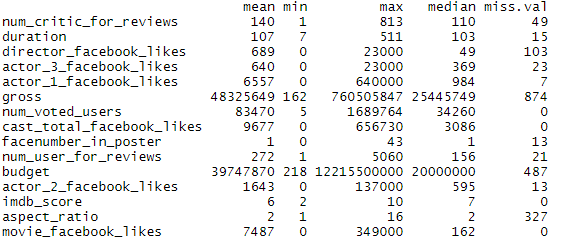 mean min max median miss.val
num_critic_for_reviews 140 1 813 110 49
duration 107 7 511 103 15
director_facebook_likes 689 0 23000 49 103
actor_3_facebook_likes 640 0 23000 369 23
actor_1_facebook_likes 6557 0 640000 984 7
gross 48325649 162 760505847 25445749 874
num_voted_users 83470 5 1689764 34260 0
cast_total_facebook_likes 9677 0 656730 3086 0
facenumber_in_poster 1 0 43 1 13
num_user_for_reviews 272 1 5060 156 21
budget 39747870 218 12215500000 20000000 487
actor_2_facebook_likes 1643 0 137000 595 13
imdb_score 6 2 10 7 0
aspect_ratio 2 1 16 2 327
movie_facebook_likes 7487 0 349000 162 0